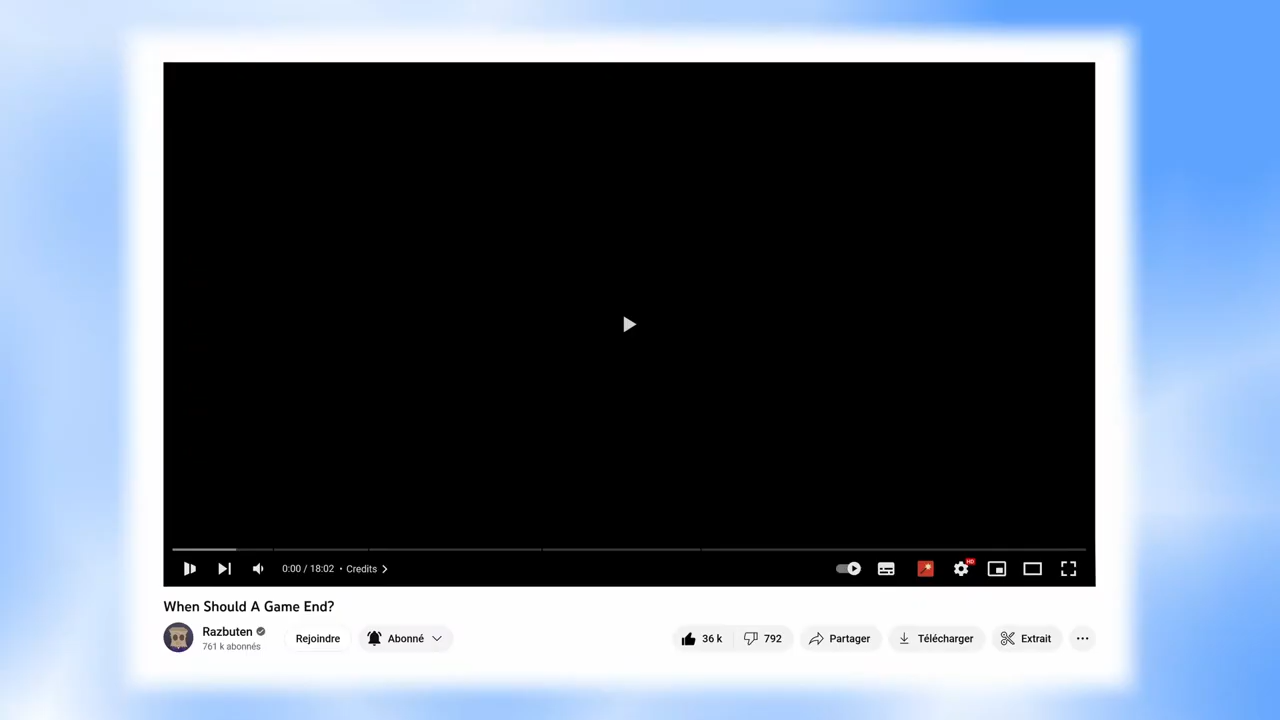 0:00 / 18:02 • Credits
HD
When Should A Game End?
Razbuten
761 k abonnés
Rejoindre
Abonné
36 k
792
Partager
Télécharger
Extrait